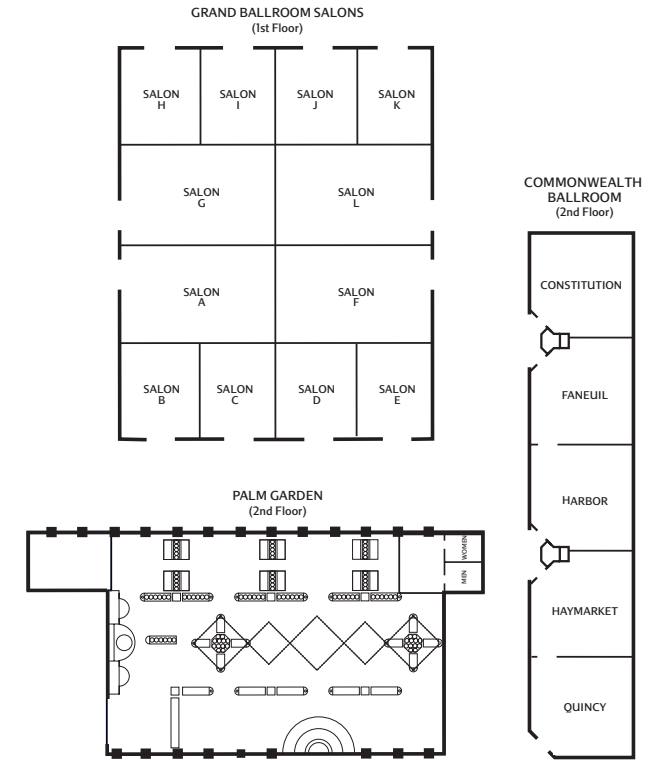 GRAND BALLROOM SALONS
(1st Floor)
SALON
H
SALON
I
SALON
J
SALON
K
SALON
G
SALON
L
SALON
A
SALON
F
SALON
B
SALON
C
SALON
D
SALON
E
COMMONWEALTH
BALLROOM
(2nd Floor)
CONSTITUTION
FANEUIL
HARBOR
HAYMARKET
QUINCY
PALM GARDEN
(2nd Floor)
WOMEN
MEN